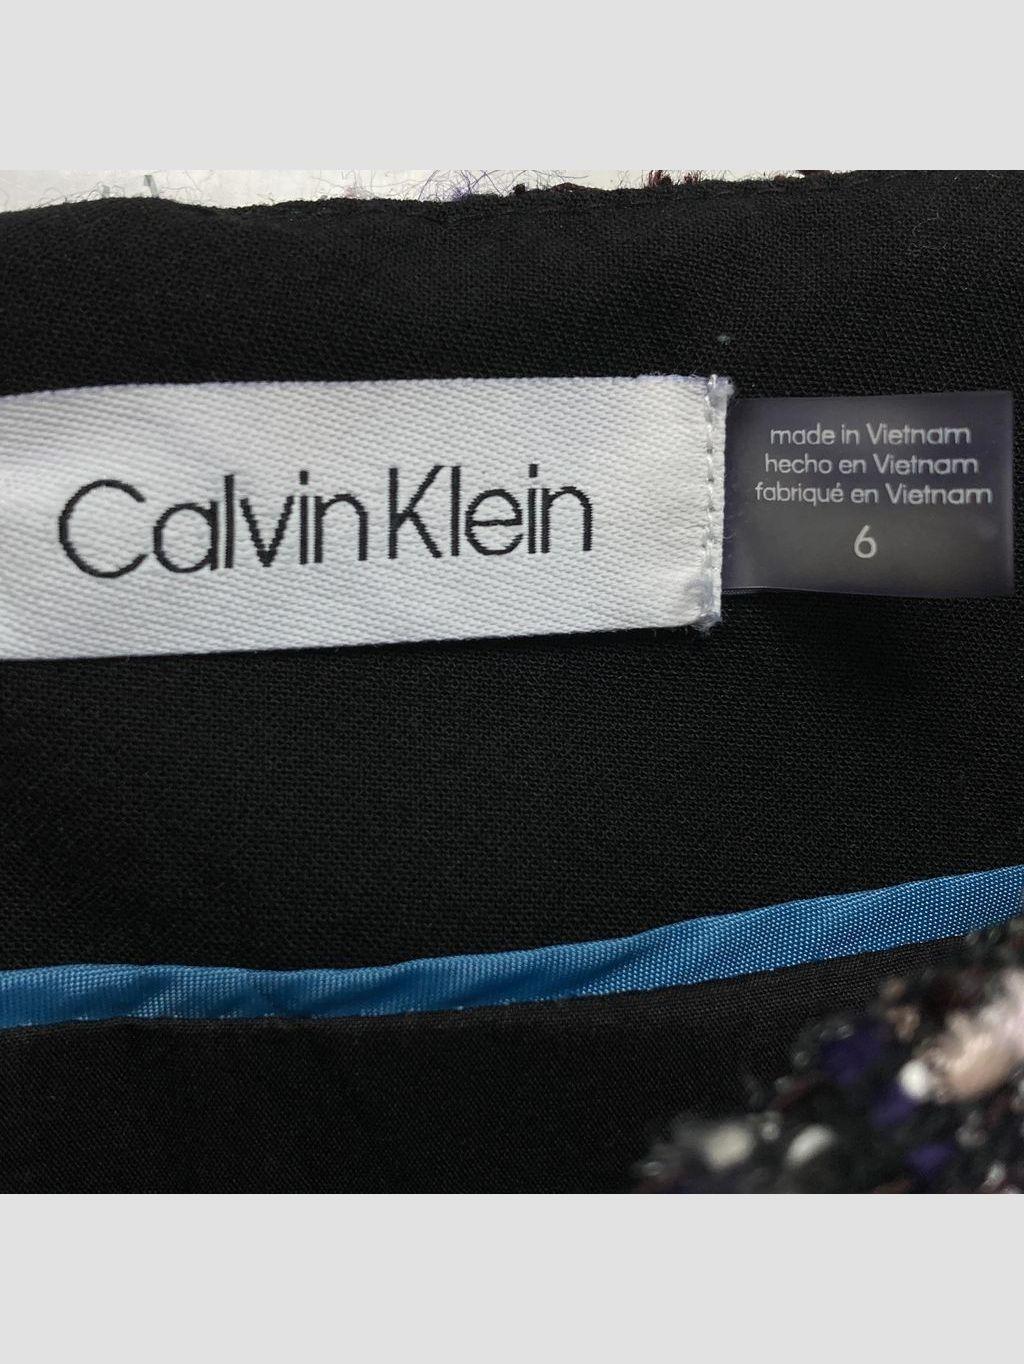 Calvin Klein
made in Vietnam
hecho en Vietnam
fabriqué en Vietnam
6